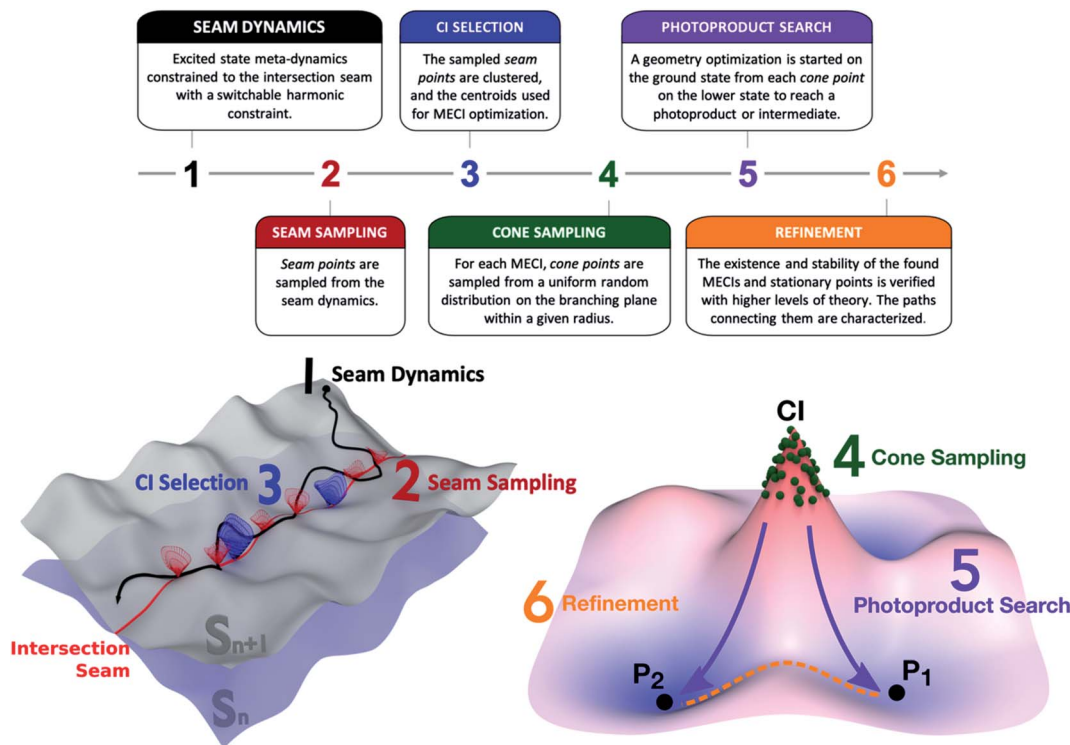 SEAM DYNAMICS
Excited state meta-dynamics
constrained to the intersection seam
with a switchable harmonic
constraint.
CI SELECTION
The sampled seam
points are clustered,
and the centroids used
for MECI optimization.
PHOTOPRODUCT SEARCH
A geometry optimization is started on
the ground state from each cone point
on the lower state to reach a
photoproduct or intermediate.
1 2 3 4 5 6
SEAM SAMPLING
Seam points are
sampled from the
seam dynamics.
CONE SAMPLING
For each MECI, cone points are
sampled from a uniform random
distribution on the branching plane
within a given radius.
REFINEMENT
The existence and stability of the found
MECIs and stationary points is verified
with higher levels of theory. The paths
connecting them are characterized.
1 Seam Dynamics
CI Selection 3
2 Seam Sampling
Intersection
Seam
Sn+1
Sn
CI
4 Cone Sampling
5
Photoproduct Search
6 Refinement
P2
P1